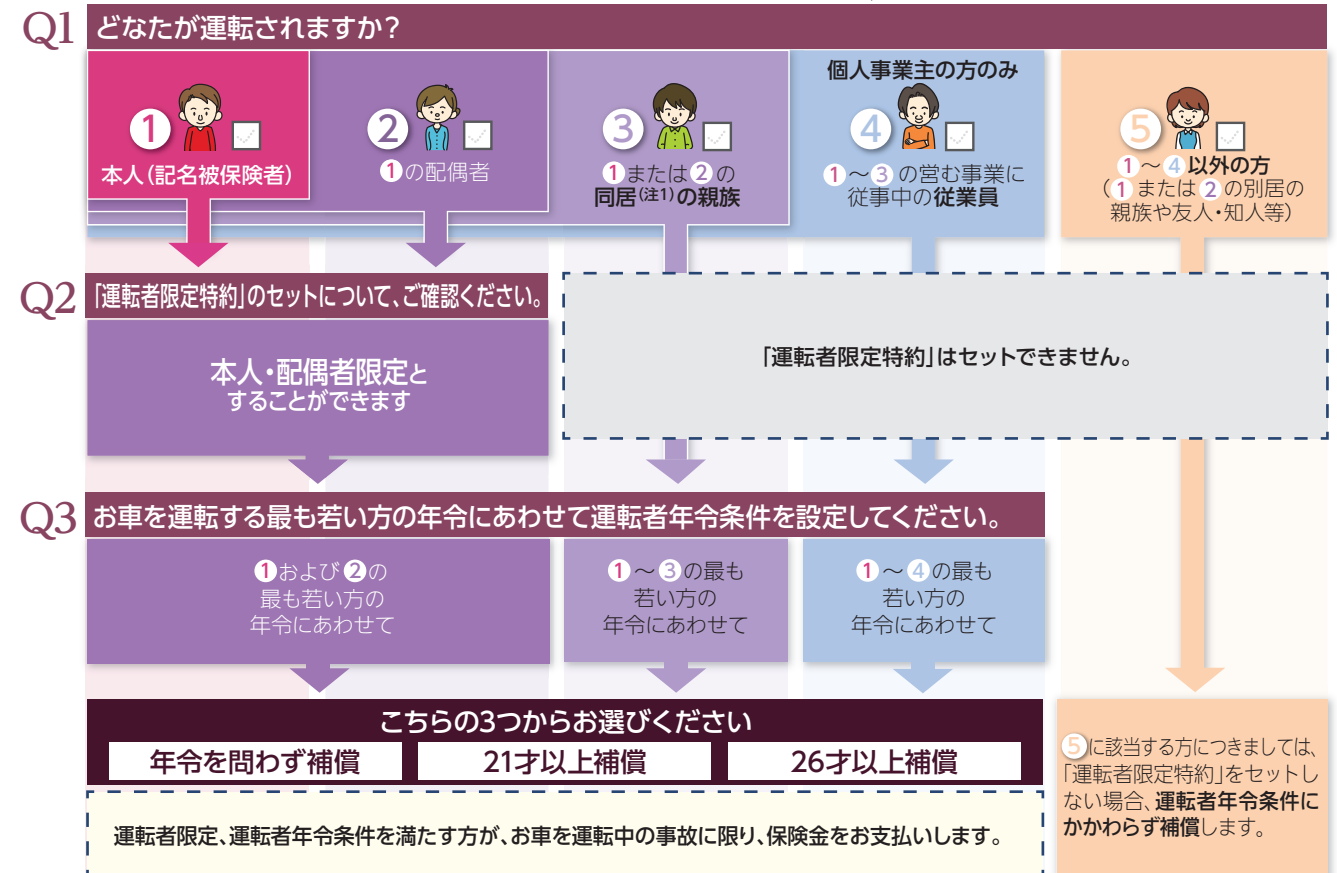 Q1 どなたが運転されますか?
1
本人(記名被保険者)
2
1の配偶者
3
1または2の
同居(注1)の親族
個人事業主の方のみ
4
1～3の営む事業に
従事中の従業員
5
1～4以外の方
(1または2の別居の
親族や友人・知人等)
Q2 「運転者限定特約」のセットについて、ご確認ください。
本人・配偶者限定と
することができます
「運転者限定特約」はセットできません。
Q3 お車を運転する最も若い方の年令にあわせて運転者年令条件を設定してください。
1および2の
最も若い方の
年令にあわせて
1～3の最も
若い方の
年令にあわせて
1～4の最も
若い方の
年令にあわせて
こちらの3つからお選びください
年令を問わず補償
21才以上補償
26才以上補償
運転者限定、運転者年令条件を満たす方が、お車を運転中の事故に限り、保険金をお支払いします。
5に該当する方につきましては、
「運転者限定特約」をセットし
ない場合、運転者年令条件に
かかわらず補償します。